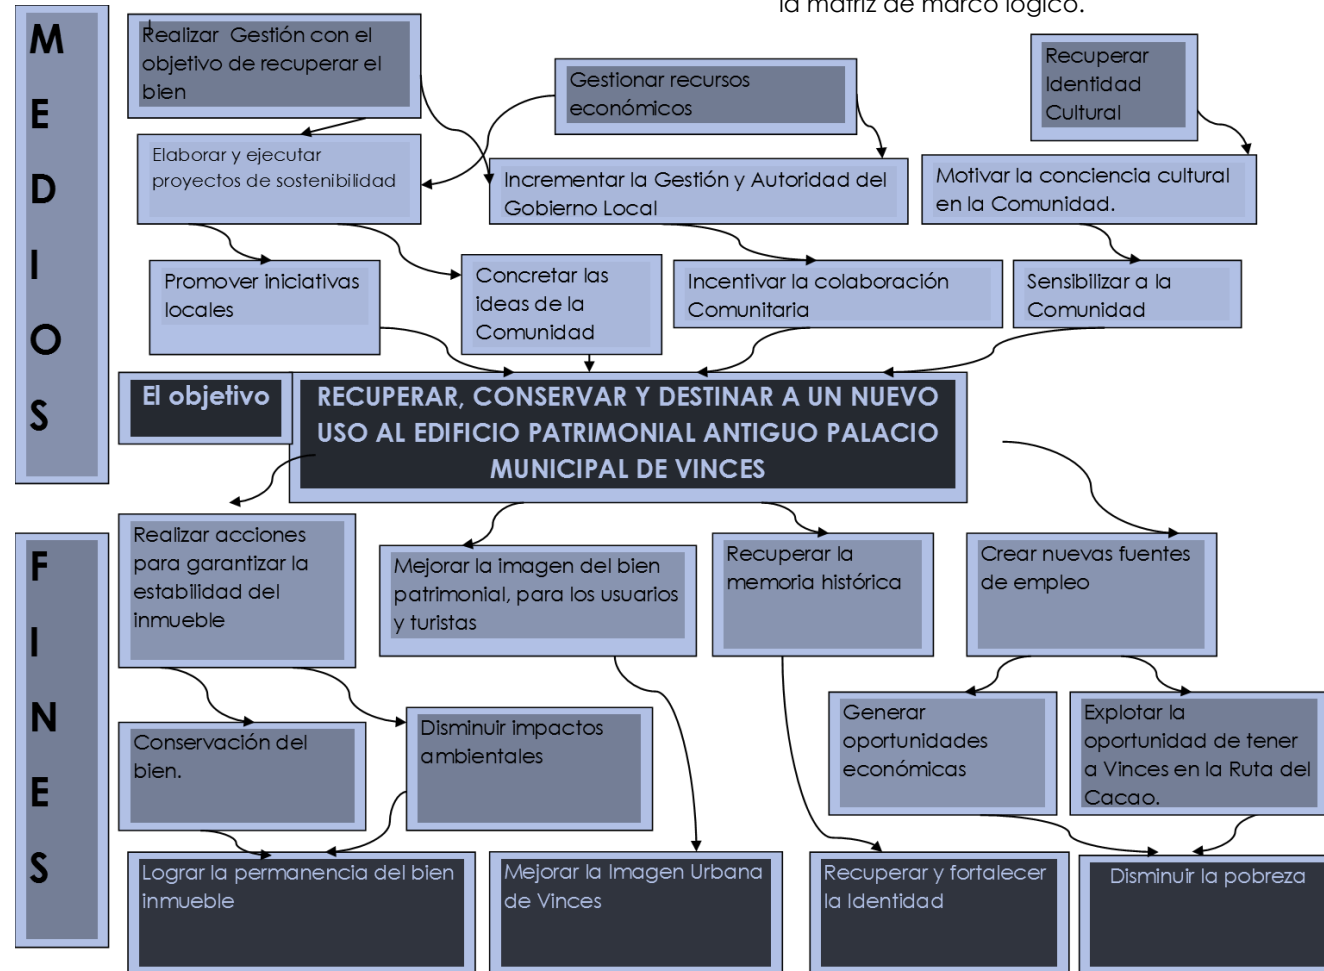 la matriz de marco lógico.
M
E
D
I
O
S
Realizar Gestión con el
objetivo de recuperar el
bien
Gestionar recursos
económicos
Recuperar
Identidad
Cultural
Elaborar y ejecutar
proyectos de sostenibilidad
Incrementar la Gestión y Autoridad del
Gobierno Local
Motivar la conciencia cultural
en la Comunidad.
Promover iniciativas
locales
Concretar las
ideas de la
Comunidad
Incentivar la colaboración
Comunitaria
Sensibilizar a la
Comunidad
El objetivo
RECUPERAR, CONSERVAR Y DESTINAR A UN NUEVO
USO AL EDIFICIO PATRIMONIAL ANTIGUO PALACIO
MUNICIPAL DE VINCES
F
I
N
E
S
Realizar acciones
para garantizar la
estabilidad del
inmueble
Mejorar la imagen del bien
patrimonial, para los usuarios
y turistas
Recuperar la
memoria histórica
Crear nuevas fuentes
de empleo
Conservación del
bien.
Disminuir impactos
ambientales
Generar
oportunidades
económicas
Explotar la
oportunidad de tener
a Vinces en la Ruta del
Cacao.
Lograr la permanencia del bien
inmueble
Mejorar la Imagen Urbana
de Vinces
Recuperar y fortalecer
la Identidad
Disminuir la pobreza